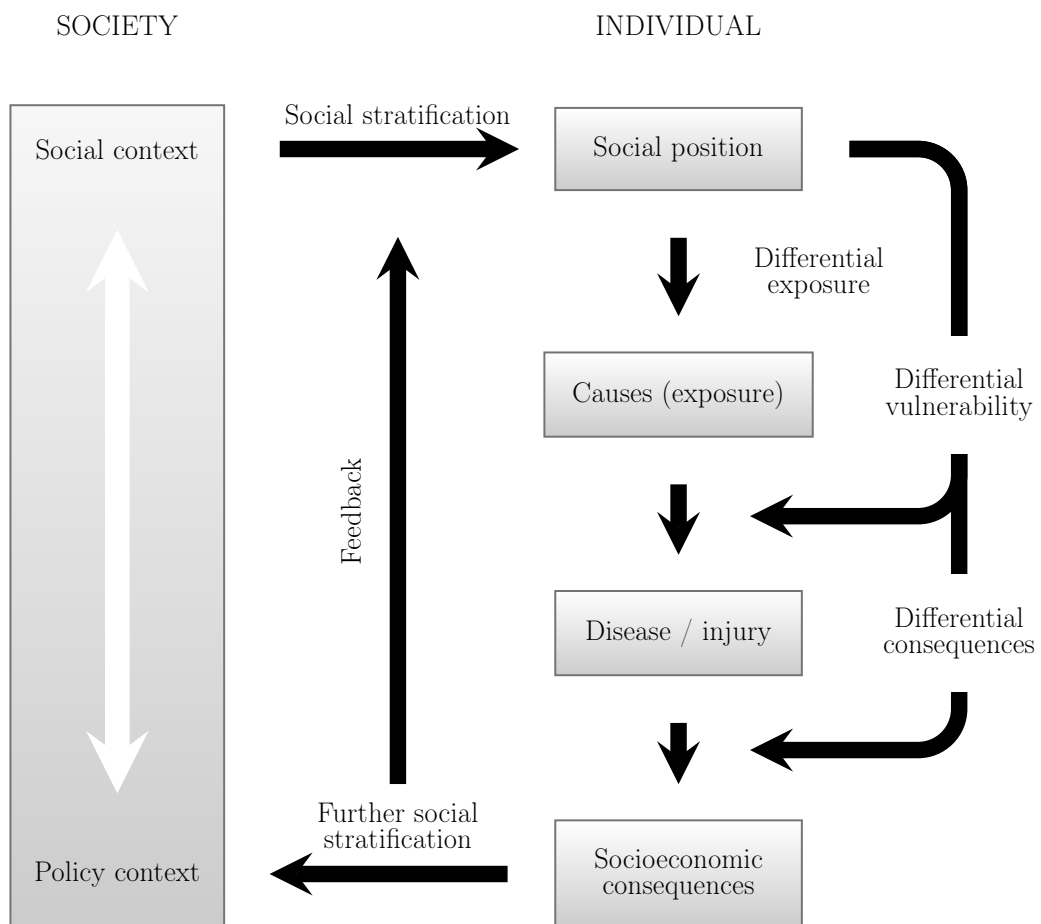 SOCIETY
INDIVIDUAL
Social stratification
Social context
Social position
Differential
exposure
Causes (exposure)
Differential
vulnerability
Feedback
Disease / injury
Differential
consequences
Further social
stratification
Policy context
Socioeconomic
consequences